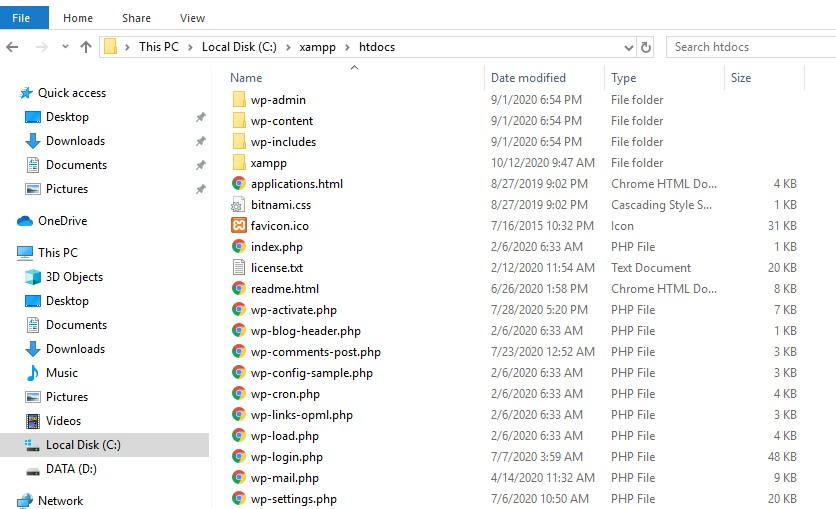 File Home Share View
This PC Local Disk (C:) xampp htdocs Search htdocs
Name Date modified Type Size
Quick access
Desktop
Downloads
Documents
Pictures
OneDrive
This PC
3D Objects
Desktop
Documents
Downloads
Music
Pictures
Videos
Local Disk (C:)
DATA (D:)
Network
wp-admin 9/1/2020 6:54 PM File folder
wp-content 9/1/2020 6:54 PM File folder
wp-includes 9/1/2020 6:54 PM File folder
xampp 10/12/2020 9:47 AM File folder
applications.html 8/27/2019 9:02 PM Chrome HTML Do... 4 KB
bitnami.css 8/27/2019 9:02 PM Cascading Style S... 1 KB
favicon.ico 7/16/2015 10:32 PM Icon 31 KB
index.php 2/6/2020 6:33 AM PHP File 1 KB
license.txt 2/12/2020 11:54 AM Text Document 20 KB
readme.html 6/26/2020 1:58 PM Chrome HTML Do... 8 KB
wp-activate.php 7/28/2020 5:20 PM PHP File 7 KB
wp-blog-header.php 2/6/2020 6:33 AM PHP File 1 KB
wp-comments-post.php 7/23/2020 12:52 AM PHP File 3 KB
wp-config-sample.php 2/6/2020 6:33 AM PHP File 3 KB
wp-cron.php 2/6/2020 6:33 AM PHP File 4 KB
wp-links-opml.php 2/6/2020 6:33 AM PHP File 3 KB
wp-load.php 2/6/2020 6:33 AM PHP File 4 KB
wp-login.php 7/7/2020 3:59 AM PHP File 48 KB
wp-mail.php 4/14/2020 11:32 AM PHP File 9 KB
wp-settings.php 7/6/2020 10:50 AM PHP File 20 KB